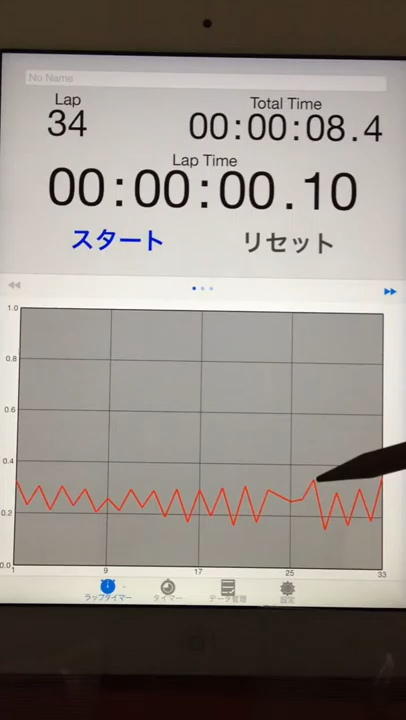 No Name
Lap
34
Total Time
00:00:08.4
Lap Time
00:00:00.10
スタート
リセット
1.0
0.8
0.6
0.4
0.2
0.0
1
9
17
25
33
ラップタイマー
タイマー
データ管理
設定